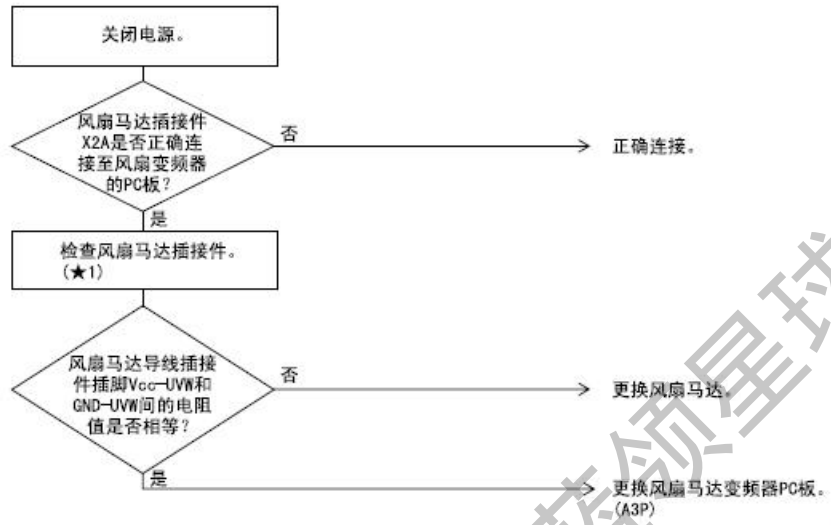 关闭电源。
风扇马达插接件
X2A是否正确连
接至风扇变频器
的PC板？
否
正确连接。
是
检查风扇马达插接件。
(★1)
风扇马达导线插接
件插脚Vcc-UVW和
GND-UVW间的电阻
值是否相等？
否
更换风扇马达。
是
更换风扇马达变频器PC板。
(A3P)